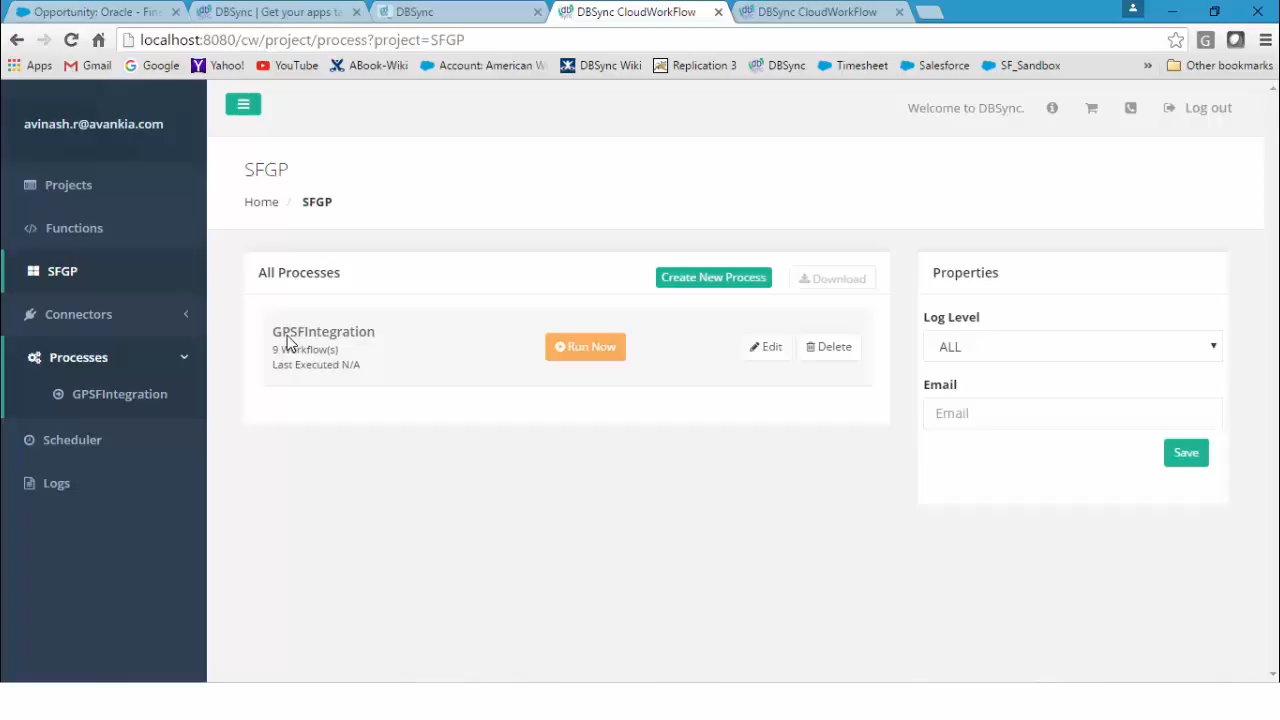 Opportunity: Oracle - Fin
DBSync | Get your apps t
DBSync
DBSync CloudWorkFlow
DBSync CloudWorkFlow
localhost:8080/cw/project/process?project=SFGP
Apps
Gmail
Google
Yahoo!
YouTube
ABook-Wiki
Account: American W
DBSync Wiki
Replication 3
DBSync
Timesheet
Salesforce
SF_Sandbox
»
Other bookmarks
avinash.r@avankia.com
Welcome to DBSync.
Log out
Projects
Functions
SFGP
Connectors
Processes
GPSFIntegration
Scheduler
Logs
SFGP
Home / SFGP
All Processes
Create New Process
Download
GPSFIntegration
9 Workflow(s)
Last Executed N/A
Run Now
Edit
Delete
Properties
Log Level
ALL
Email
Email
Save